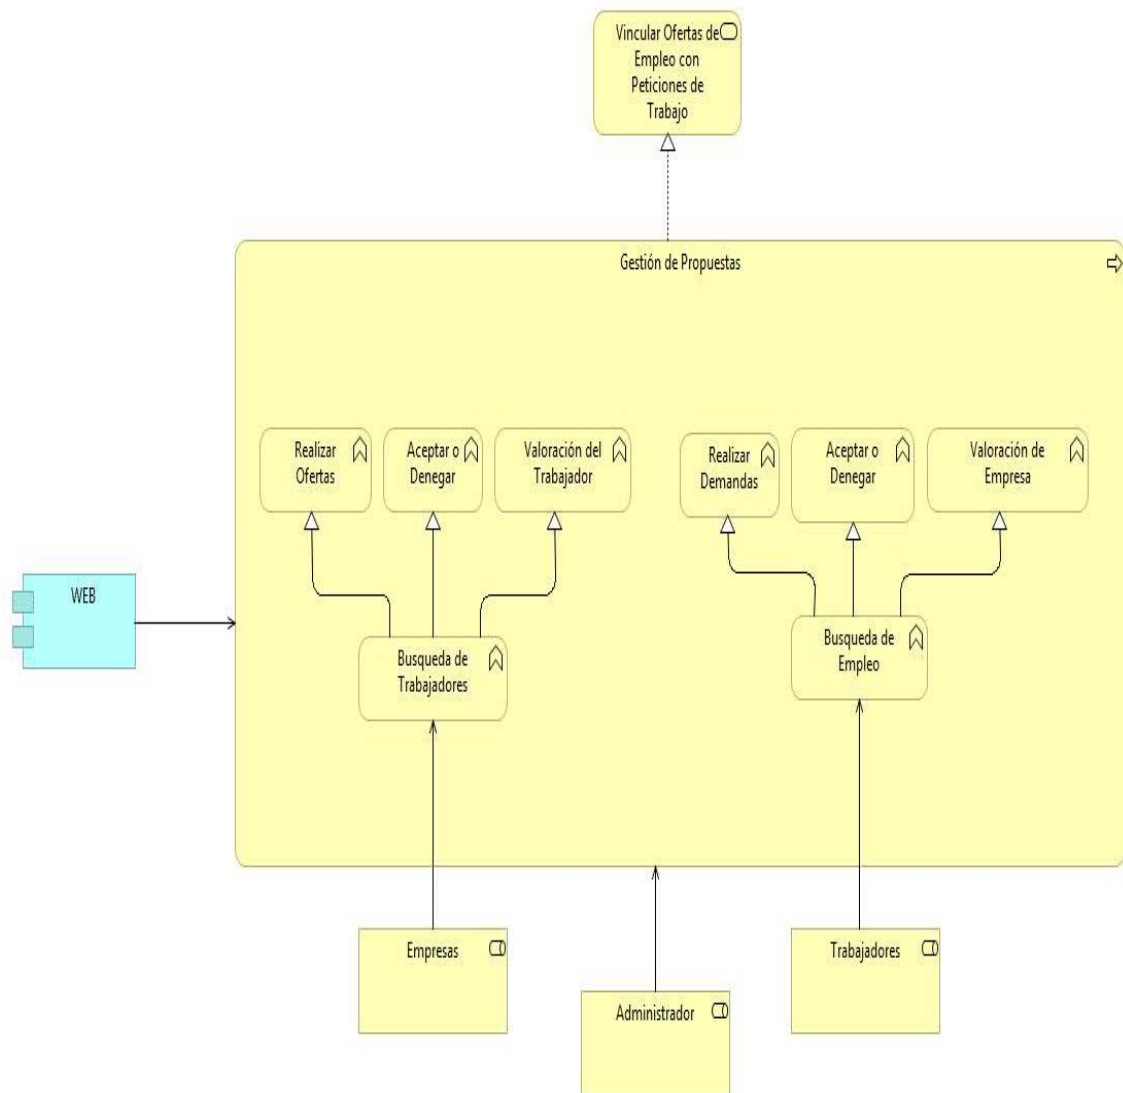 Vincular Ofertas de
Empleo con
Peticiones de
Trabajo
Gestión de Propuestas
Realizar
Ofertas
Aceptar o
Denegar
Valoración del
Trabajador
Realizar
Demandas
Aceptar o
Denegar
Valoración de
Empresa
WEB
Busqueda de
Trabajadores
Busqueda de
Empleo
Empresas
Administrador
Trabajadores